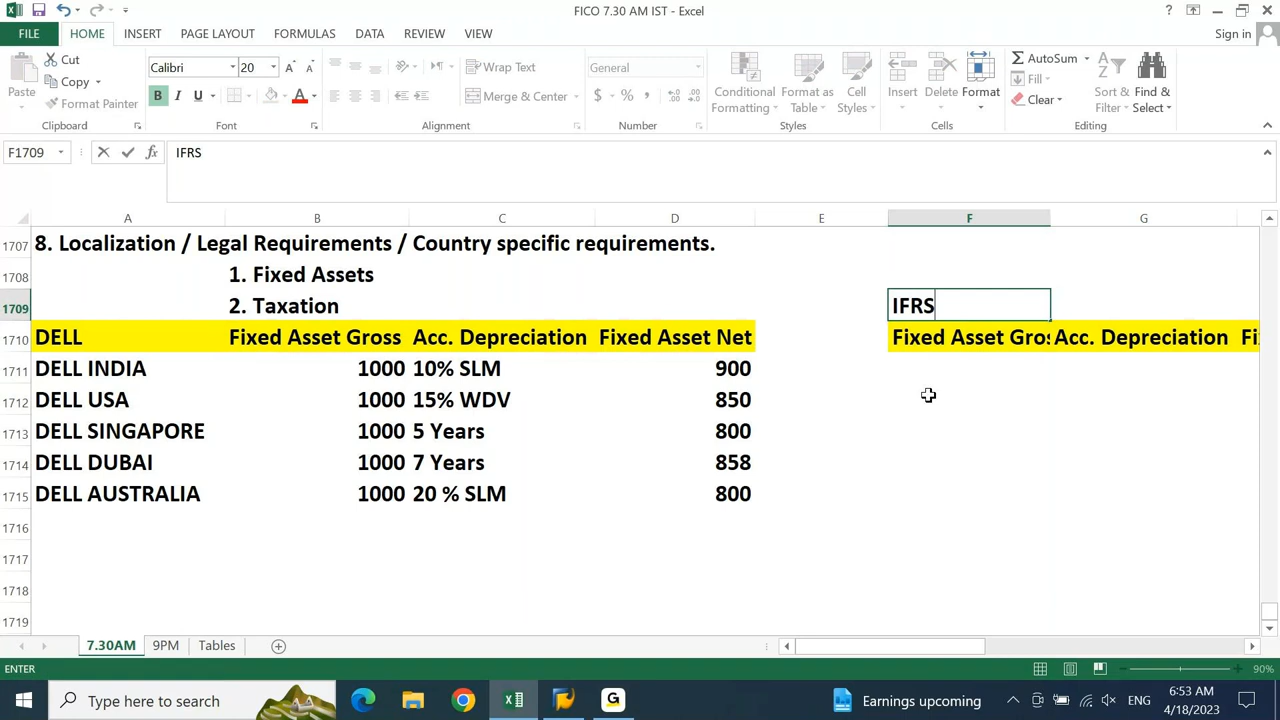 FICO 7.30 AM IST - Excel
FILE HOME INSERT PAGE LAYOUT FORMULAS DATA REVIEW VIEW Sign in
Cut
Copy
Format Painter
Paste
Calibri 20
Wrap Text
Merge & Center
General
Conditional Formatting
Format as Table
Cell Styles
Insert Delete Format
AutoSum
Fill
Clear
Sort & Filter
Find & Select
Clipboard Font Alignment Number Styles Cells Editing
F1709 IFRS
A B C D E F G
1707 8. Localization / Legal Requirements / Country specific requirements.
1708 1. Fixed Assets
1709 2. Taxation IFRS
1710 DELL Fixed Asset Gross Acc. Depreciation Fixed Asset Net Fixed Asset Gros Acc. Depreciation Fi
1711 DELL INDIA 1000 10% SLM 900
1712 DELL USA 1000 15% WDV 850
1713 DELL SINGAPORE 1000 5 Years 800
1714 DELL DUBAI 1000 7 Years 858
1715 DELL AUSTRALIA 1000 20 % SLM 800
1716
1717
1718
1719
7.30AM 9PM Tables
ENTER 90%
Type here to search Earnings upcoming ENG 6:53 AM
4/18/2023